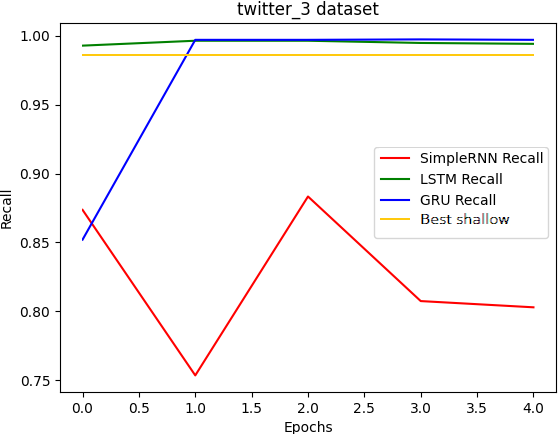 twitter_3 dataset
Recall
1.00
0.95
0.90
0.85
0.80
0.75
SimpleRNN Recall
LSTM Recall
GRU Recall
Best shallow
0.0 0.5 1.0 1.5 2.0 2.5 3.0 3.5 4.0
Epochs